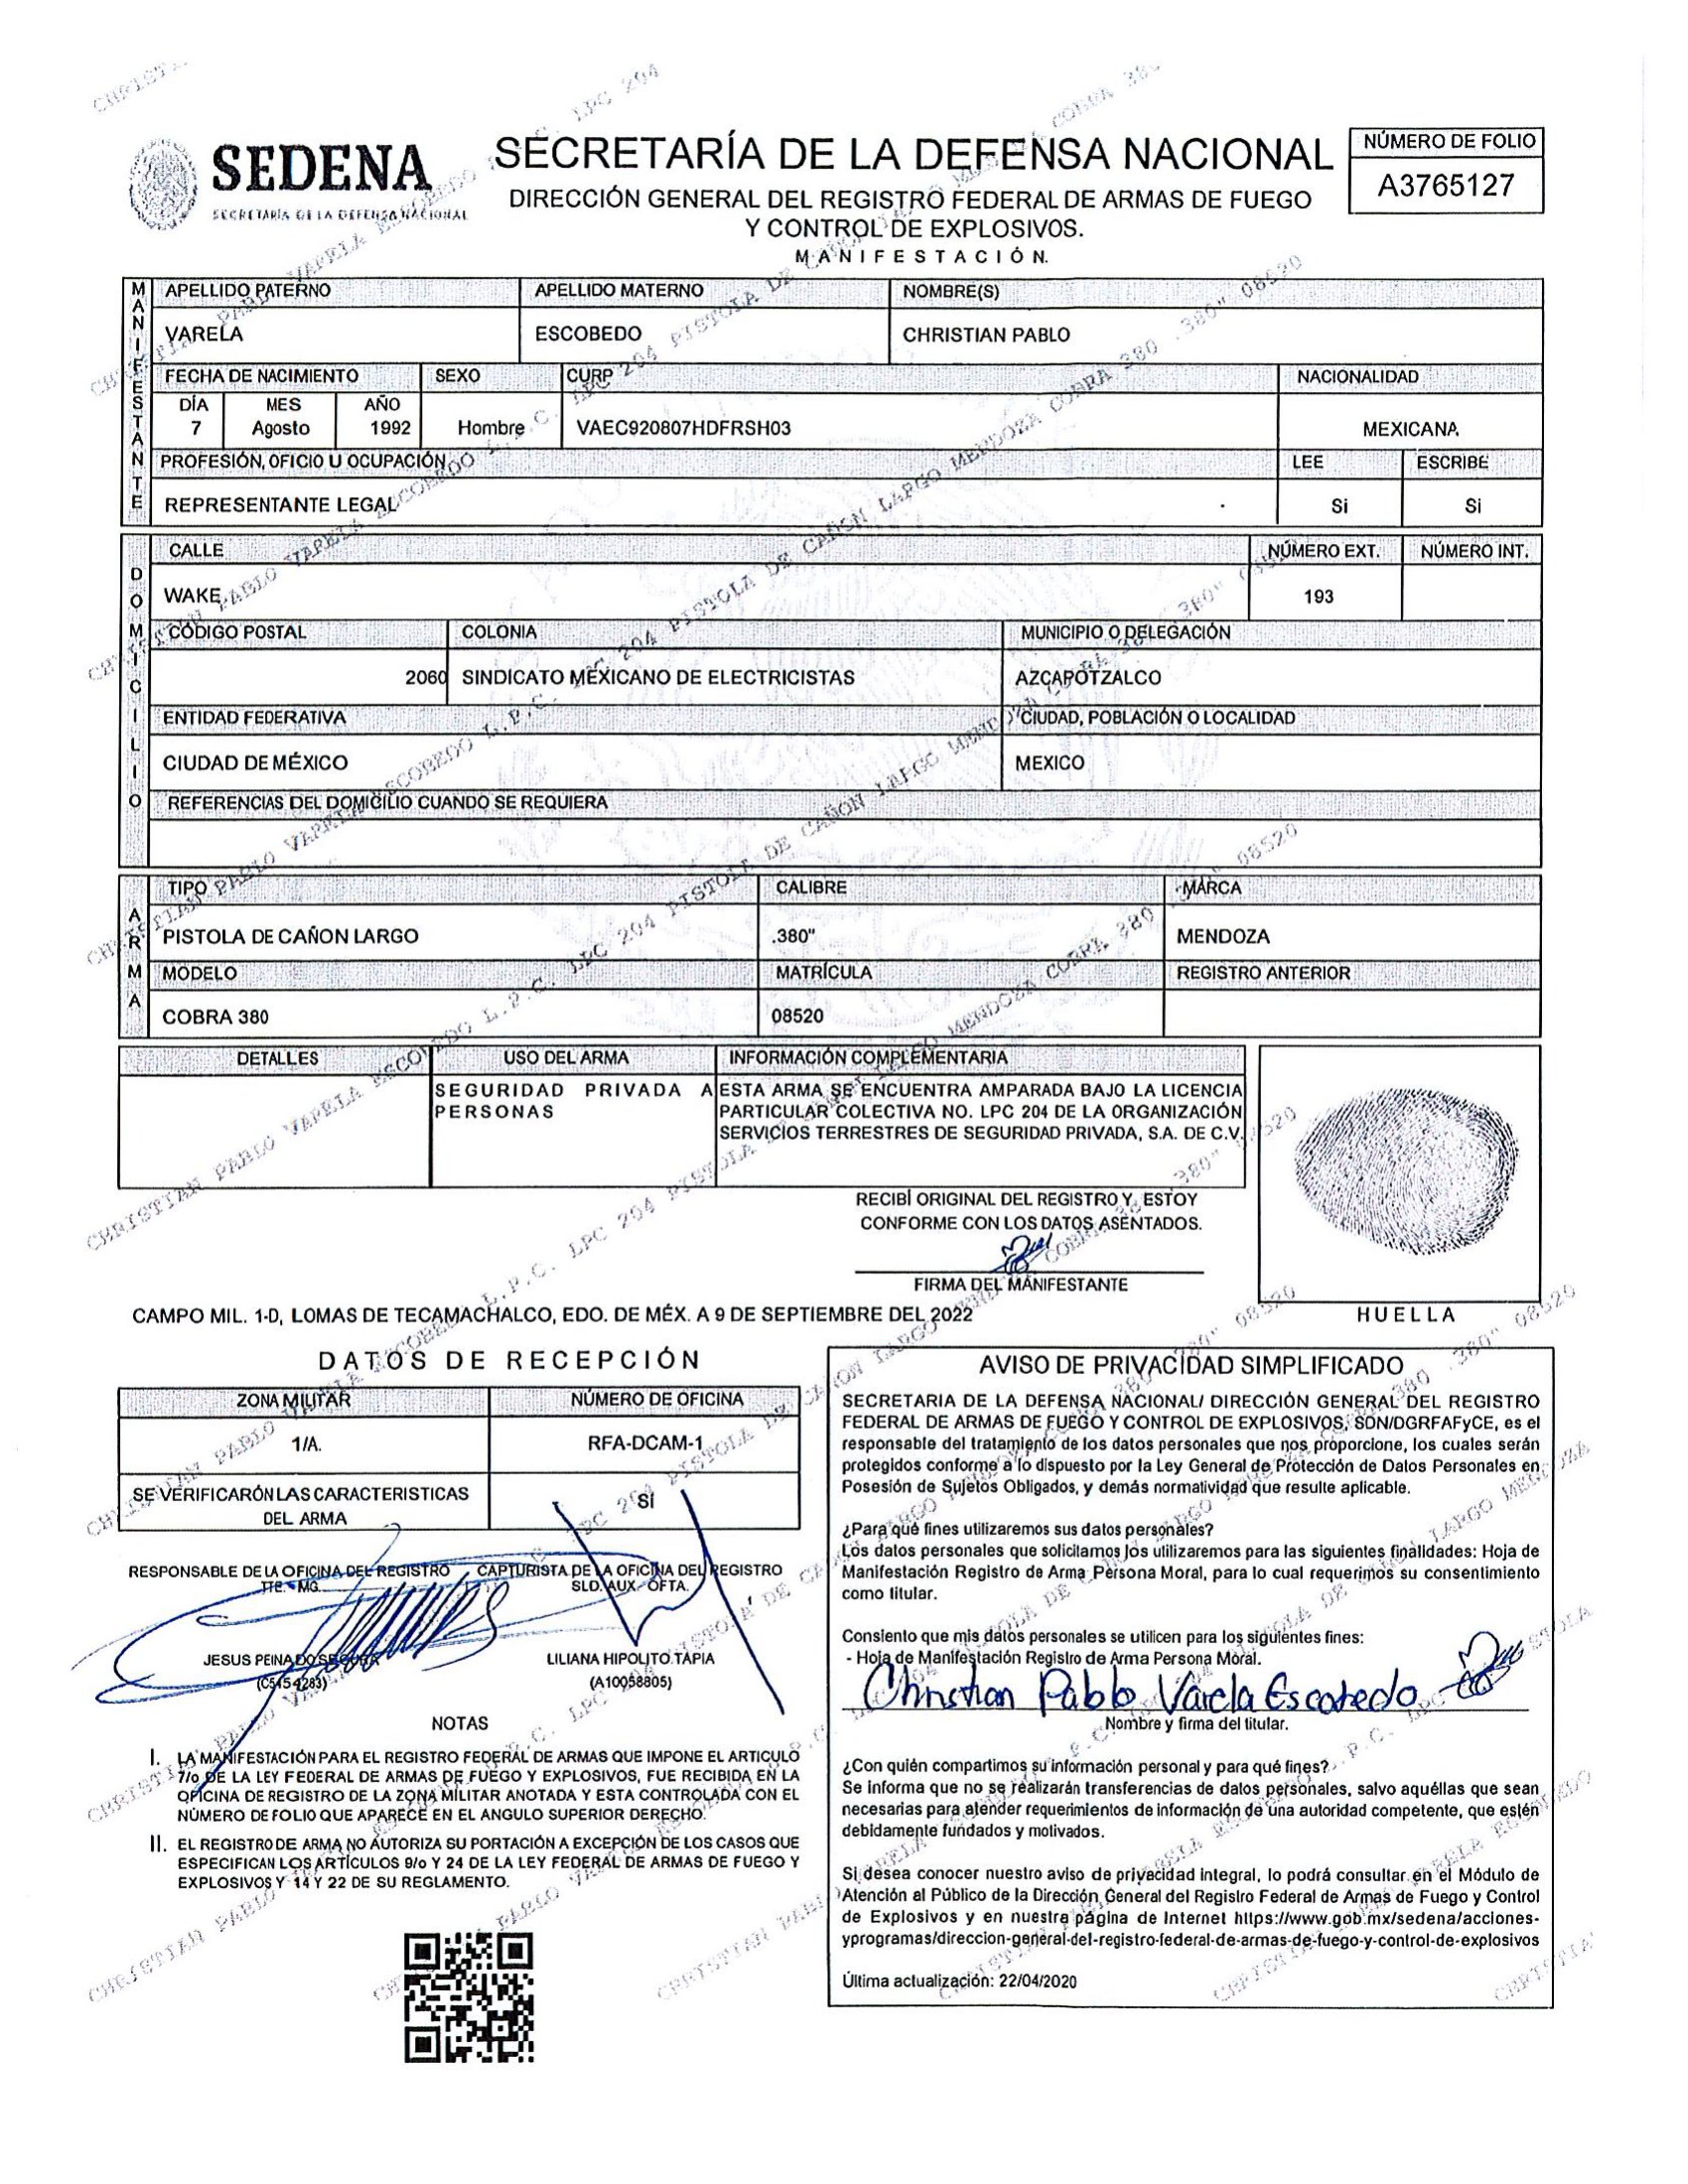 SEDENA
SECRETARÍA DE LA DEFENSA NACIONAL
SECRETARÍA DE LA DEFENSA NACIONAL
DIRECCIÓN GENERAL DEL REGISTRO FEDERAL DE ARMAS DE FUEGO
Y CONTROL DE EXPLOSIVOS.
MANIFESTACIÓN.
NÚMERO DE FOLIO
A3765127
MANIFESTANTE
APELLIDO PATERNO APELLIDO MATERNO NOMBRE(S)
VARELA ESCOBEDO CHRISTIAN PABLO
FECHA DE NACIMIENTO SEXO CURP NACIONALIDAD
DÍA MES AÑO
7 Agosto 1992 Hombre VAEC920807HDFRSH03 MEXICANA
PROFESIÓN, OFICIO U OCUPACIÓN LEE ESCRIBE
REPRESENTANTE LEGAL Si Si
DOMICILIO
CALLE NÚMERO EXT. NÚMERO INT.
WAKE 193
CÓDIGO POSTAL COLONIA MUNICIPIO O DELEGACIÓN
2060 SINDICATO MEXICANO DE ELECTRICISTAS AZCAPOTZALCO
ENTIDAD FEDERATIVA CIUDAD, POBLACIÓN O LOCALIDAD
CIUDAD DE MÉXICO MEXICO
REFERENCIAS DEL DOMICILIO CUANDO SE REQUIERA
ARMA
TIPO CALIBRE MARCA
PISTOLA DE CAÑON LARGO .380" MENDOZA
MODELO MATRÍCULA REGISTRO ANTERIOR
COBRA 380 08520
DETALLES USO DEL ARMA INFORMACIÓN COMPLEMENTARIA
SEGURIDAD PRIVADA A PERSONAS
ESTA ARMA SE ENCUENTRA AMPARADA BAJO LA LICENCIA
PARTICULAR COLECTIVA NO. LPC 204 DE LA ORGANIZACIÓN
SERVICIOS TERRESTRES DE SEGURIDAD PRIVADA, S.A. DE C.V.
RECIBÍ ORIGINAL DEL REGISTRO Y ESTOY
CONFORME CON LOS DATOS ASENTADOS.
FIRMA DEL MANIFESTANTE
HUELLA
CAMPO MIL. 1-D, LOMAS DE TECAMACHALCO, EDO. DE MÉX. A 9 DE SEPTIEMBRE DEL 2022
DATOS DE RECEPCIÓN
ZONA MILITAR NÚMERO DE OFICINA
1/A. RFA-DCAM-1
SE VERIFICARÓN LAS CARACTERISTICAS
DEL ARMA
SI
RESPONSABLE DE LA OFICINA DEL REGISTRO CAPTURISTA DE LA OFICINA DEL REGISTRO
TTE. MG. SLD. AUX. OFTA.
JESUS PEINADO SEGURA LILIANA HIPOLITO TAPIA
(C5154283) (A10058805)
NOTAS
I. LA MANIFESTACIÓN PARA EL REGISTRO FEDERAL DE ARMAS QUE IMPONE EL ARTICULO
7/o DE LA LEY FEDERAL DE ARMAS DE FUEGO Y EXPLOSIVOS, FUE RECIBIDA EN LA
OFICINA DE REGISTRO DE LA ZONA MILITAR ANOTADA Y ESTA CONTROLADA CON EL
NÚMERO DE FOLIO QUE APARECE EN EL ANGULO SUPERIOR DERECHO.
II. EL REGISTRO DE ARMA NO AUTORIZA SU PORTACIÓN A EXCEPCIÓN DE LOS CASOS QUE
ESPECIFICAN LOS ARTÍCULOS 9/o Y 24 DE LA LEY FEDERAL DE ARMAS DE FUEGO Y
EXPLOSIVOS Y 14 Y 22 DE SU REGLAMENTO.
AVISO DE PRIVACIDAD SIMPLIFICADO
SECRETARIA DE LA DEFENSA NACIONAL/ DIRECCIÓN GENERAL DEL REGISTRO
FEDERAL DE ARMAS DE FUEGO Y CONTROL DE EXPLOSIVOS, SDN/DGRFAFyCE, es el
responsable del tratamiento de los datos personales que nos proporcione, los cuales serán
protegidos conforme a lo dispuesto por la Ley General de Protección de Datos Personales en
Posesión de Sujetos Obligados, y demás normatividad que resulte aplicable.
¿Para qué fines utilizaremos sus datos personales?
Los datos personales que solicitamos los utilizaremos para las siguientes finalidades: Hoja de
Manifestación Registro de Arma Persona Moral, para lo cual requerimos su consentimiento
como titular.
Consiento que mis datos personales se utilicen para los siguientes fines:
- Hoja de Manifestación Registro de Arma Persona Moral.
Christian Pablo Varela Escobedo
Nombre y firma del titular.
¿Con quién compartimos su información personal y para qué fines?
Se informa que no se realizarán transferencias de datos personales, salvo aquéllas que sean
necesarias para atender requerimientos de información de una autoridad competente, que estén
debidamente fundados y motivados.
Si desea conocer nuestro aviso de privacidad integral, lo podrá consultar en el Módulo de
Atención al Público de la Dirección General del Registro Federal de Armas de Fuego y Control
de Explosivos y en nuestra página de Internet https://www.gob.mx/sedena/acciones-
yprogramas/direccion-general-del-registro-federal-de-armas-de-fuego-y-control-de-explosivos
Última actualización: 22/04/2020